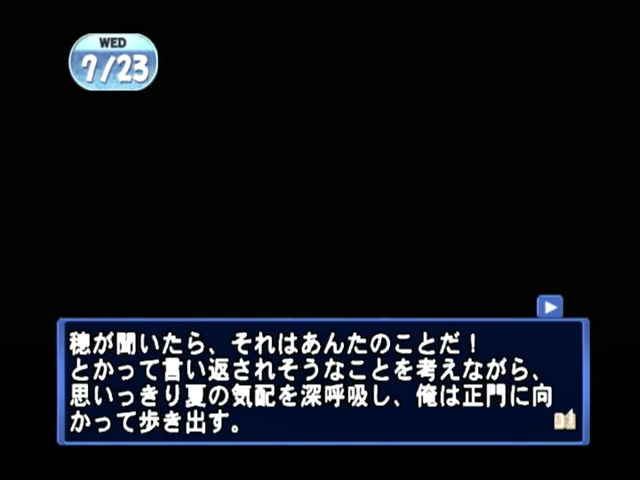 WED
7/23
穂が聞いたら、それはあんたのことだ！
とかって言い返されそうなことを考えながら、
思いっきり夏の気配を深呼吸し、俺は正門に向
かって歩き出す。